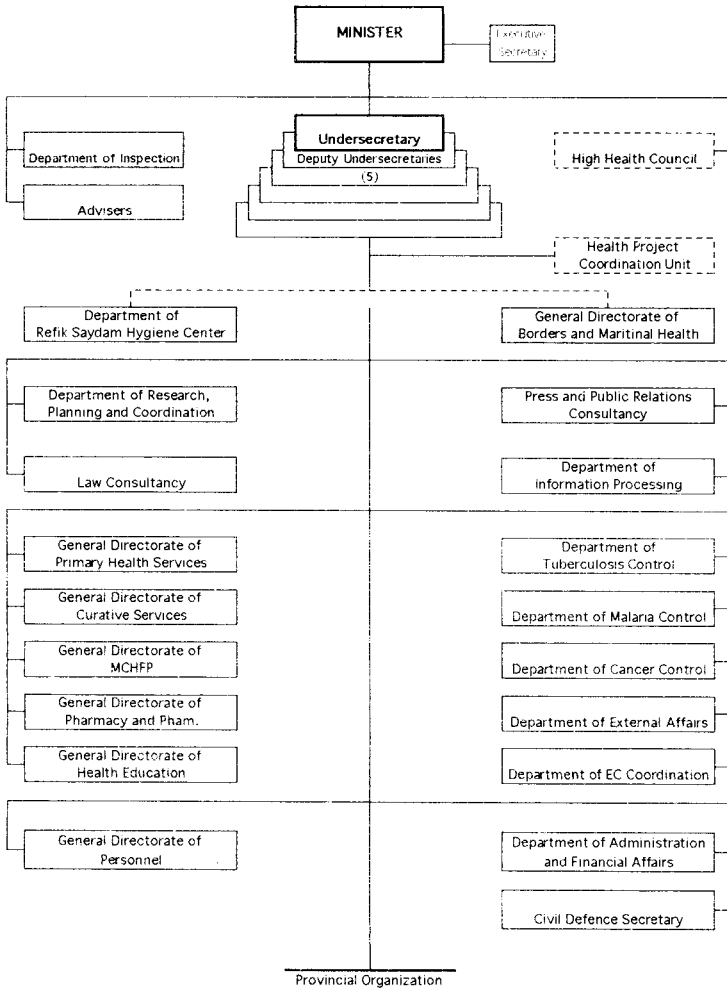 MINISTER
Executive
Secretary
Undersecretary
Deputy Undersecretaries
(5)
Department of Inspection
Advisers
High Health Council
Health Project
Coordination Unit
Department of
Refik Saydam Hygiene Center
General Directorate of
Borders and Maritinal Health
Department of Research,
Planning and Coordination
Law Consultancy
Press and Public Relations
Consultancy
Department of
Information Processing
General Directorate of
Primary Health Services
General Directorate of
Curative Services
General Directorate of
MCHFP
General Directorate of
Pharmacy and Pham.
General Directorate of
Health Education
Department of
Tuberculosis Control
Department of Malaria Control
Department of Cancer Control
Department of External Affairs
Department of EC Coordination
General Directorate of
Personnel
Department of Administration
and Financial Affairs
Civil Defence Secretary
Provincial Organization